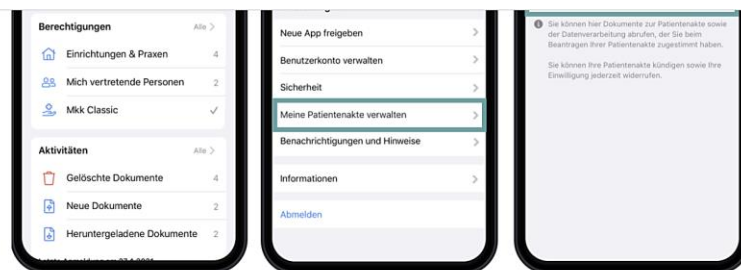 Berechtigungen Alle >
Einrichtungen & Praxen 4
Mich vertretende Personen 2
Mkk Classic
Aktivitäten Alle >
Gelöschte Dokumente 4
Neue Dokumente 2
Heruntergeladene Dokumente 2
Neue App freigeben
Benutzerkonto verwalten
Sicherheit
Meine Patientenakte verwalten
Benachrichtigungen und Hinweise
Informationen
Abmelden
Sie können hier Dokumente zur Patientenakte sowie
der Datenverarbeitung abrufen, der Sie beim
Beantragen Ihrer Patientenakte zugestimmt haben.
Sie können Ihre Patientenakte kündigen sowie Ihre
Einwilligung jederzeit widerrufen.